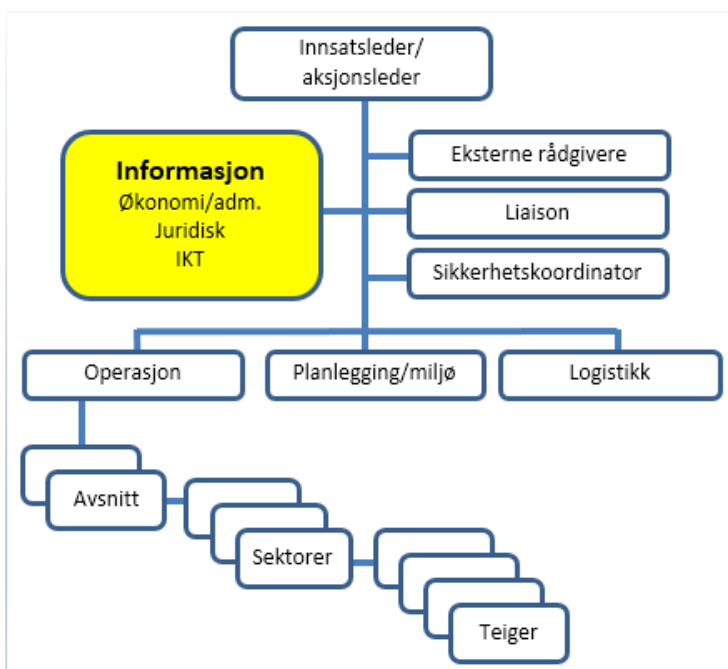 Innsatsleder/
aksjonsleder
Informasjon
Økonomi/adm.
Juridisk
IKT
Eksterne rådgivere
Liaison
Sikkerhetskoordinator
Operasjon
Planlegging/miljø
Logistikk
Avsnitt
Sektorer
Teiger